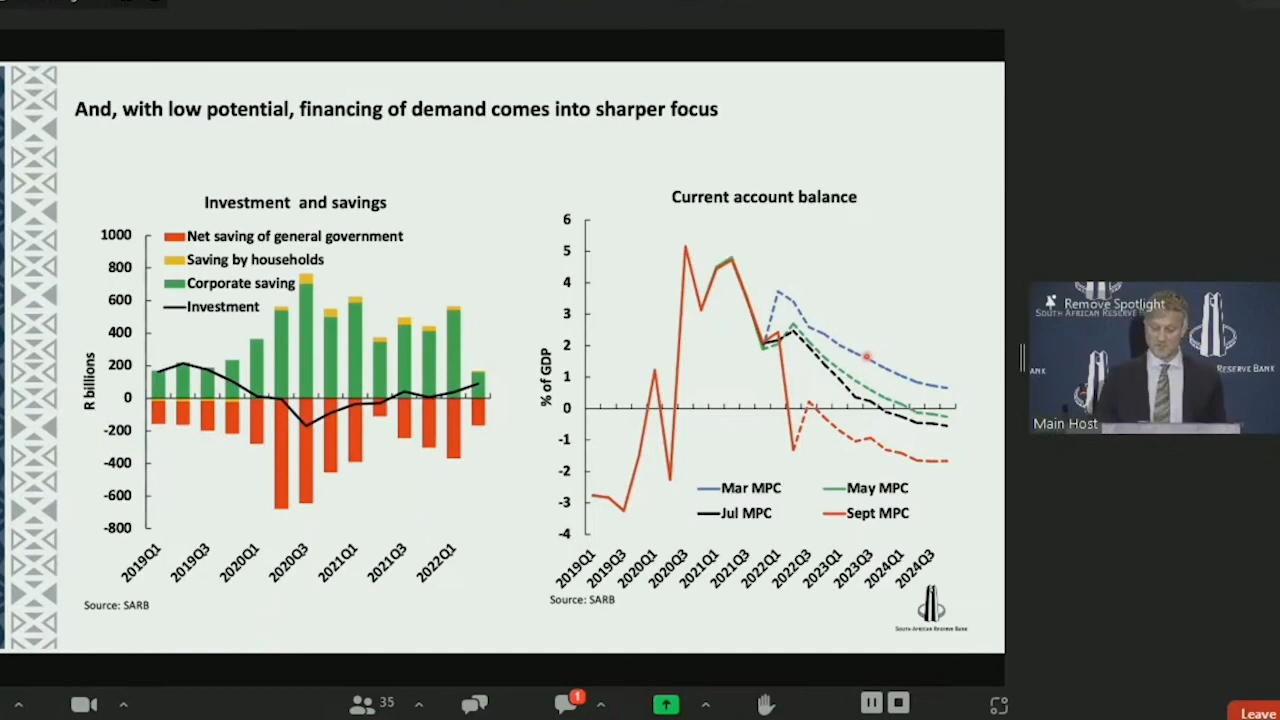 And, with low potential, financing of demand comes into sharper focus
Investment and savings
1000
800
600
400
200
0
-200
-400
-600
-800
R billions
Net saving of general government
Saving by households
Corporate saving
Investment
2019Q1
2019Q3
2020Q1
2020Q3
2021Q1
2021Q3
2022Q1
Source: SARB
Current account balance
6
5
4
3
2
1
0
-1
-2
-3
-4
% of GDP
Mar MPC
May MPC
Jul MPC
Sept MPC
2019Q1
2019Q3
2020Q1
2020Q3
2021Q1
2021Q3
2022Q1
2022Q3
2023Q1
2023Q3
2024Q1
2024Q3
Source: SARB
South African Reserve Bank
Remove Spotlight
SOUTH AFRICAN RESERVE
ANK
RESERVE BANK
Main Host
35
1
Leave